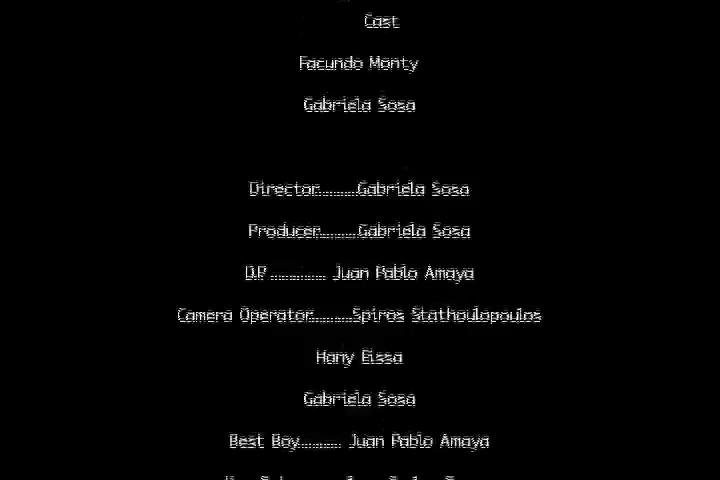 Cast
Facundo Monty
Gabriela Sosa
Director..........Gabriela Sosa
Producer..........Gabriela Sosa
D.P ............... Juan Pablo Amaya
Camera Operator..........Spiros Stathoulopoulos
Hany Eissa
Gabriela Sosa
Best Boy........... Juan Pablo Amaya